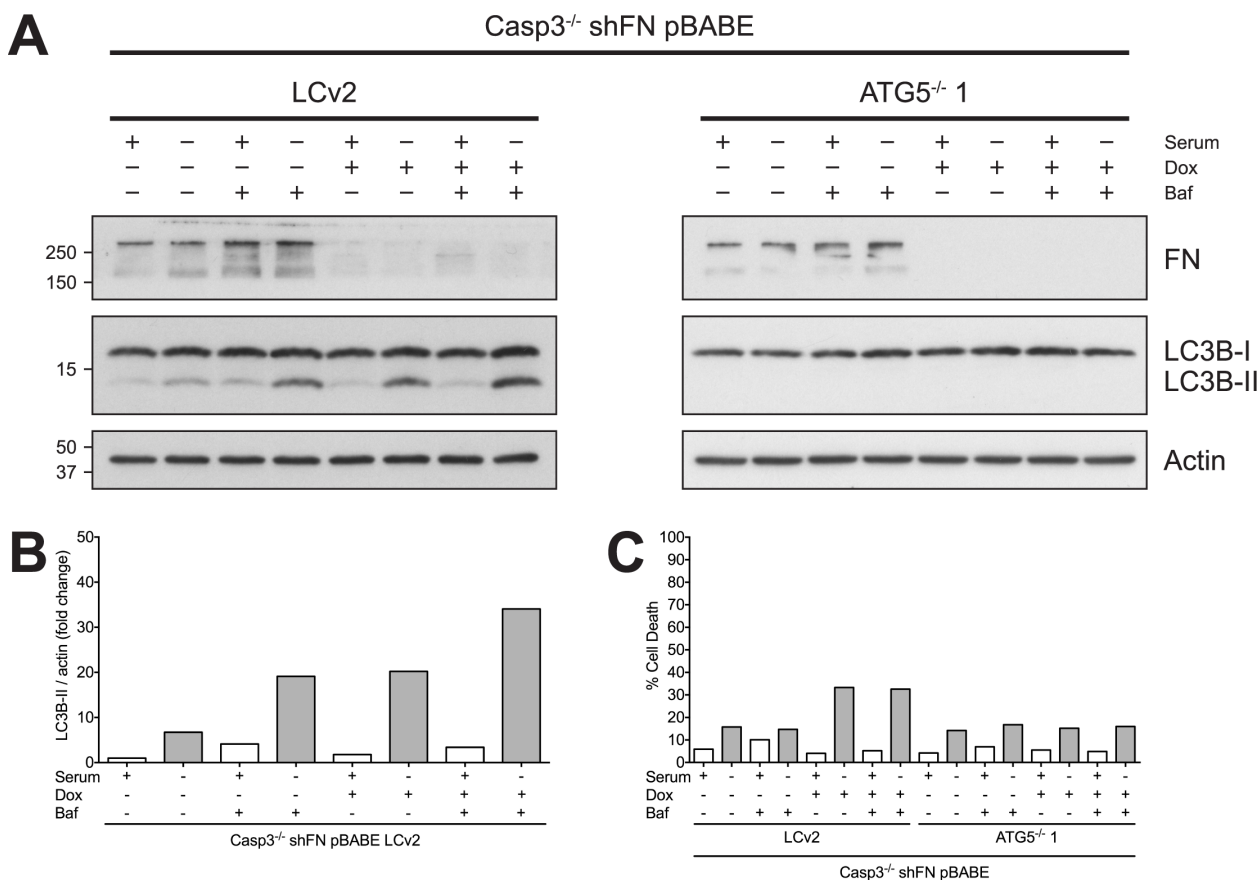 A
Casp3-/- shFN pBABE
LCv2
ATG5-/- 1
+ − + − + − + − + − + − + − + − Serum
− − − − + + + + − − − − + + + + Dox
− − + + − − + + − − + + − − + + Baf
250
150
FN
15
LC3B-I
LC3B-II
50
37
Actin
B
LC3B-II / actin (fold change)
50
40
30
20
10
0
Serum + - + - + - + -
Dox - - - - + + + +
Baf - - + + - - + +
Casp3-/- shFN pBABE LCv2
C
% Cell Death
100
90
80
70
60
50
40
30
20
10
0
Serum + - + - + - + - + - + - + - + -
Dox - - - - + + + + - - - - + + + +
Baf - - + + - - + + - - + + - - + +
LCv2
ATG5-/- 1
Casp3-/- shFN pBABE